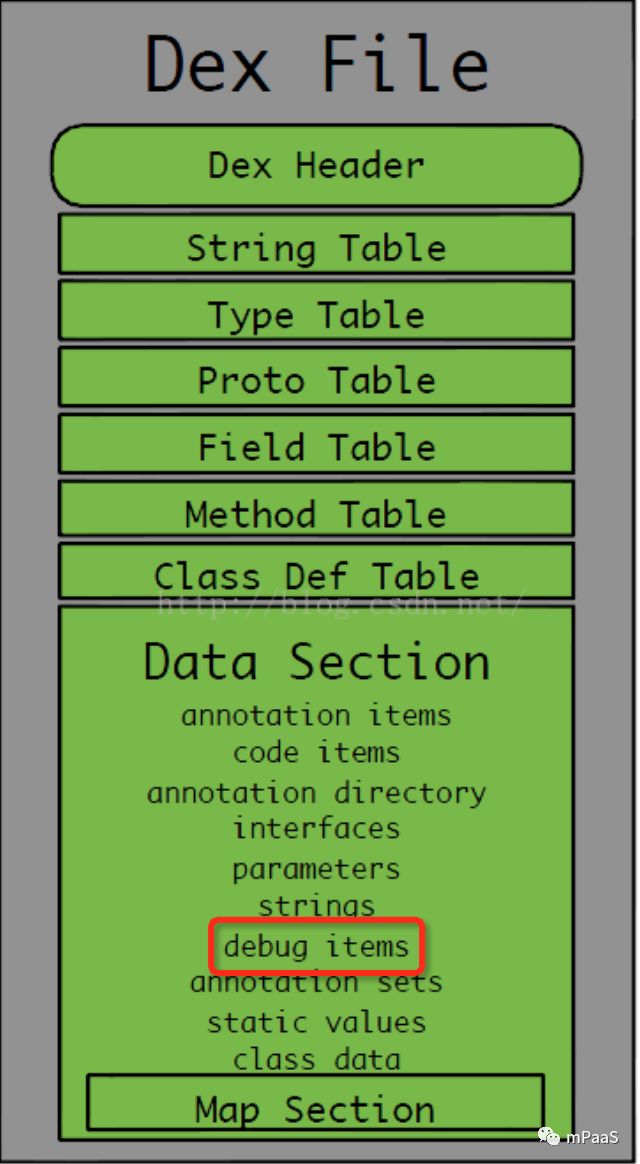 Dex File
Dex Header
String Table
Type Table
Proto Table
Field Table
Method Table
Class Def Table
http://blog.csdn.net/
Data Section
annotation items
code items
annotation directory
interfaces
parameters
strings
debug items
annotation sets
static values
class data
Map Section
mPaaS